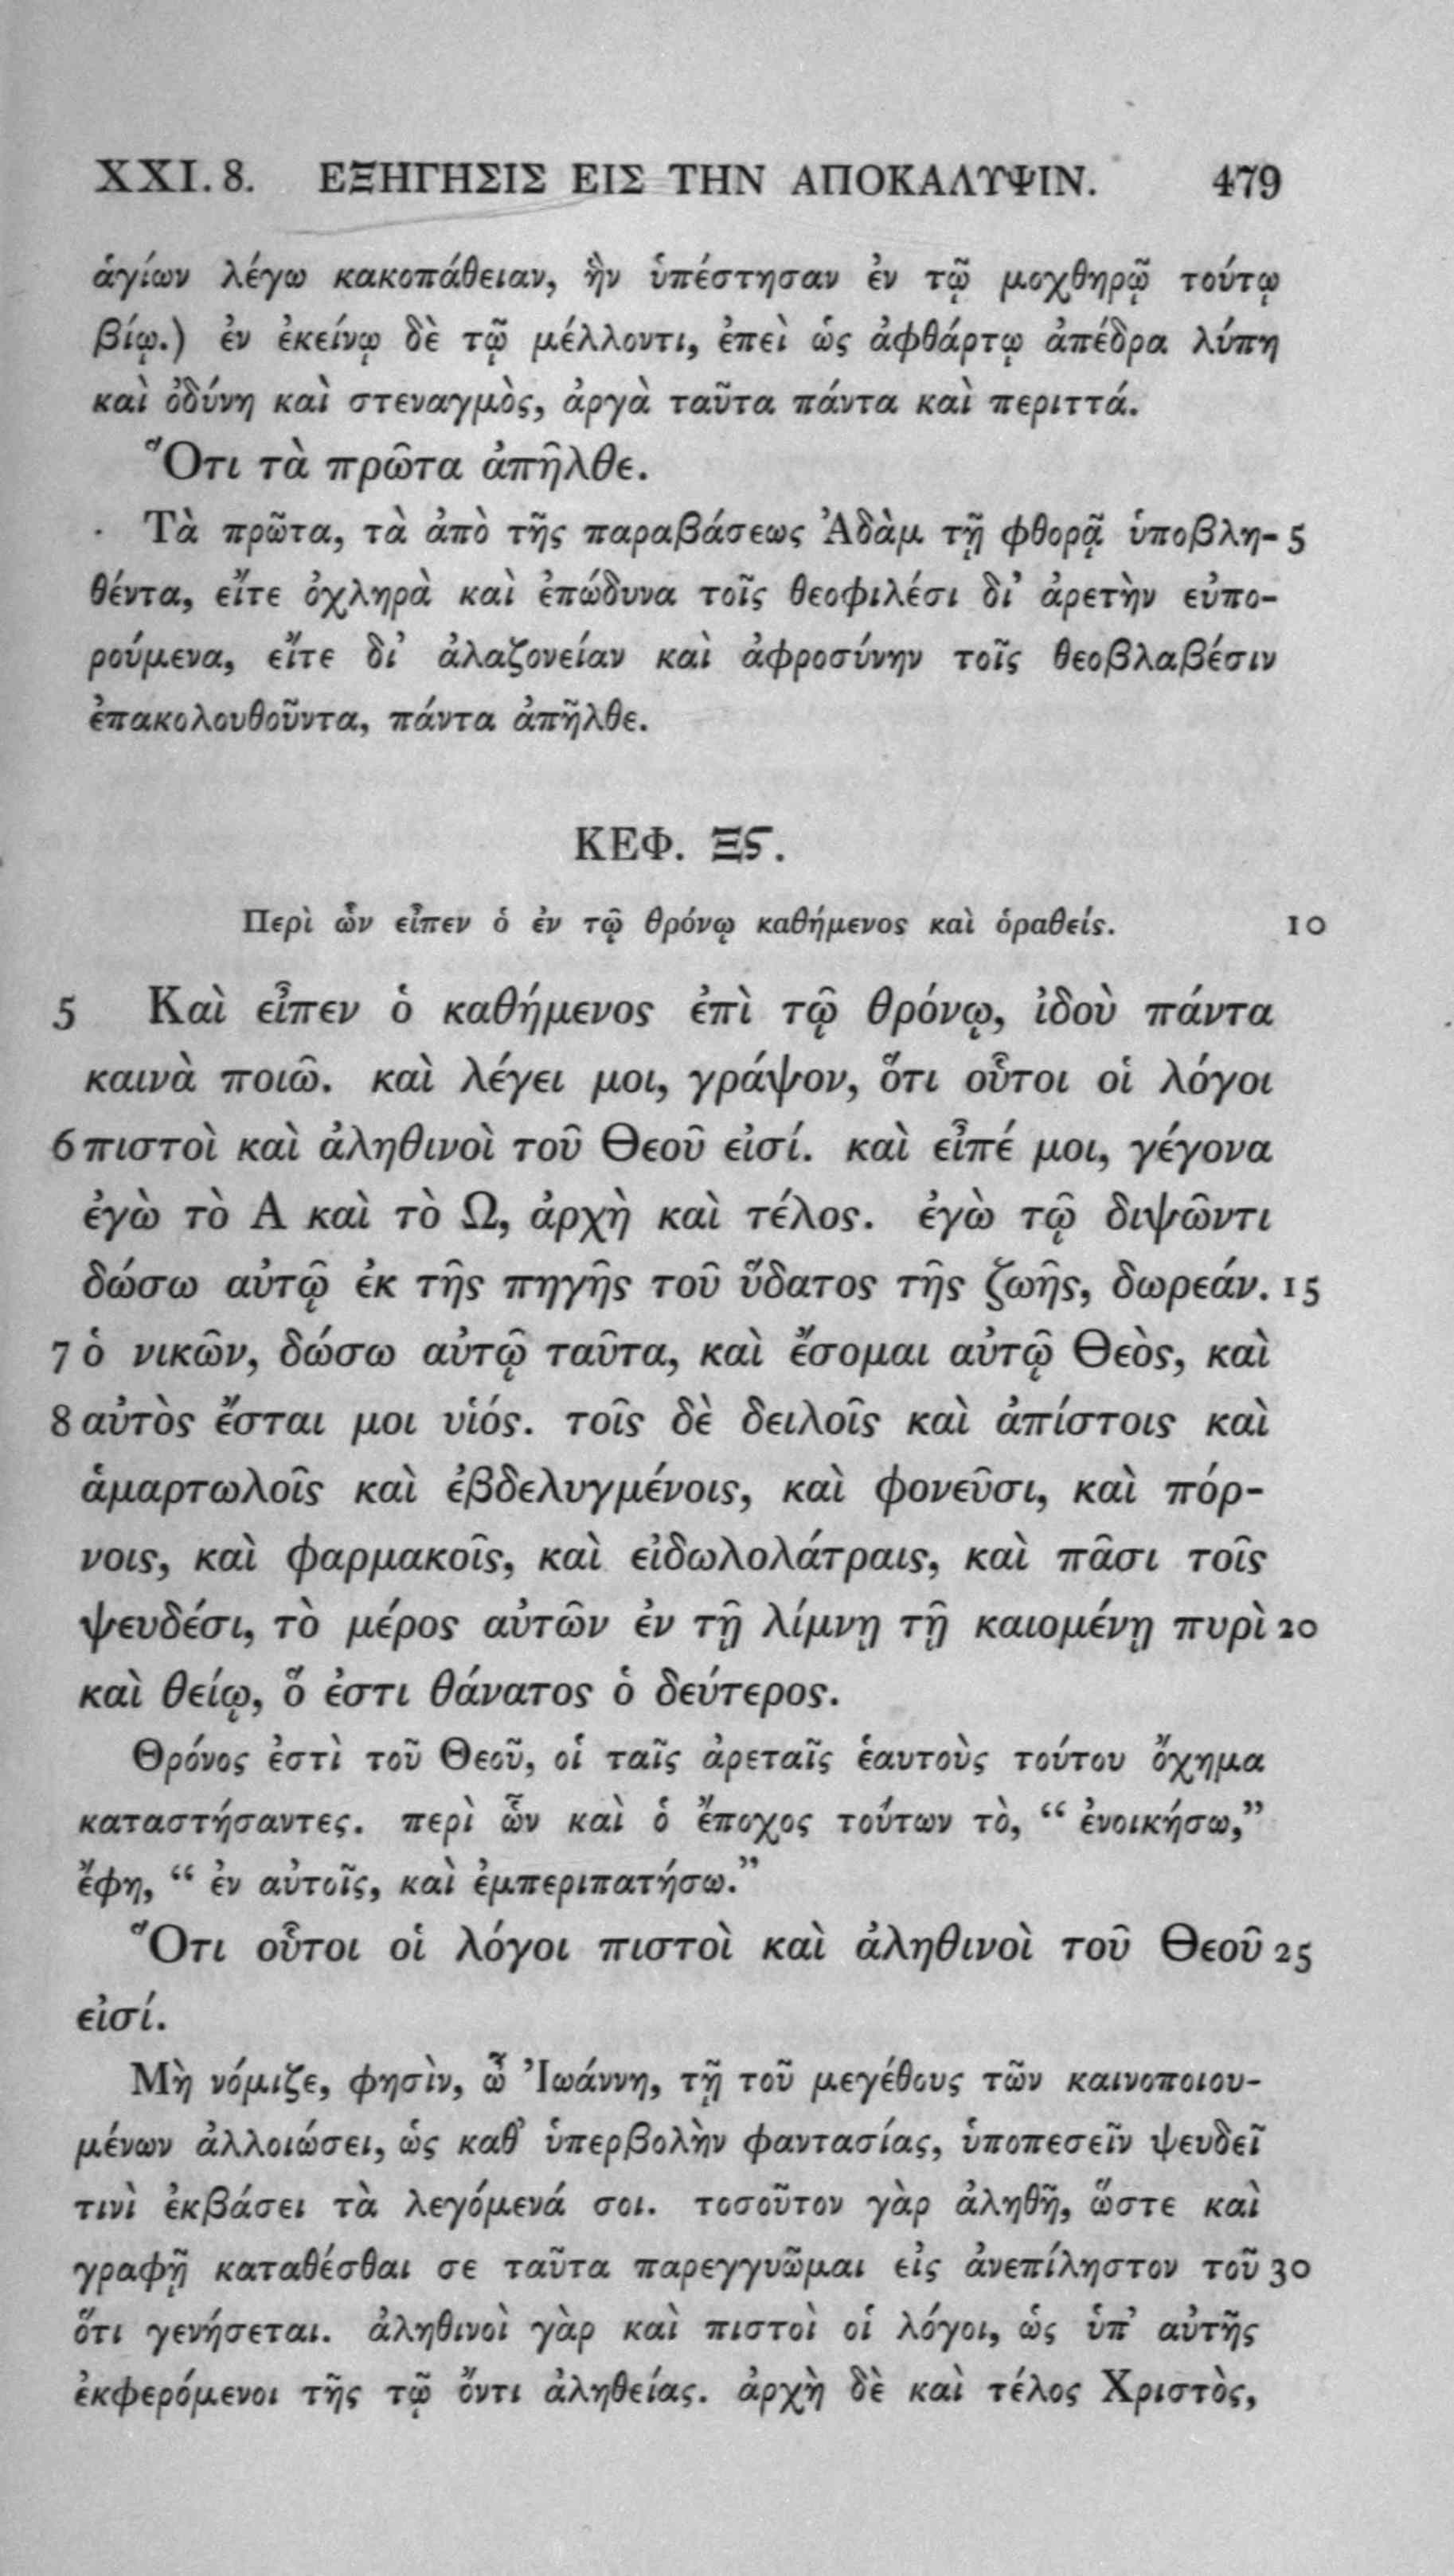 XXI. 8. ΕΞΗΓΗΣΙΣ ΕΙΣ ΤΗΝ ΑΠΟΚΑΛΥΨΙΝ. 479
ἁγίων λέγω κακοπάθειαν, ἣν ὑπέστησαν ἐν τῷ μοχθηρῷ τούτῳ
βίῳ.) ἐν ἐκείνῳ δὲ τῷ μέλλοντι, ἐπεὶ ὡς ἀφθάρτῳ ἀπέδρα λύπη
καὶ ὀδύνη καὶ στεναγμὸς, ἀργὰ ταῦτα πάντα καὶ περιττά.
Ὅτι τὰ πρῶτα ἀπῆλθε.
Τὰ πρῶτα, τὰ ἀπὸ τῆς παραβάσεως Ἀδὰμ τῇ φθορᾷ ὑποβλη- 5
θέντα, εἴτε ὀχληρὰ καὶ ἐπώδυνα τοῖς θεοφιλέσι δι᾽ ἀρετὴν εὐπο-
ρούμενα, εἴτε δι᾽ ἀλαζονείαν καὶ ἀφροσύνην τοῖς θεοβλαβέσιν
ἐπακολουθοῦντα, πάντα ἀπῆλθε.
ΚΕΦ. ΞϚ.
Περὶ ὧν εἶπεν ὁ ἐν τῷ θρόνῳ καθήμενος καὶ ὁραθείς. 10
5 Καὶ εἶπεν ὁ καθήμενος ἐπὶ τῷ θρόνῳ, ἰδοὺ πάντα
καινὰ ποιῶ. καὶ λέγει μοι, γράψον, ὅτι οὗτοι οἱ λόγοι
6 πιστοὶ καὶ ἀληθινοὶ τοῦ Θεοῦ εἰσί. καὶ εἶπέ μοι, γέγονα
ἐγὼ τὸ Α καὶ τὸ Ω, ἀρχὴ καὶ τέλος. ἐγὼ τῷ διψῶντι
δώσω αὐτῷ ἐκ τῆς πηγῆς τοῦ ὕδατος τῆς ζωῆς, δωρεάν. 15
7 ὁ νικῶν, δώσω αὐτῷ ταῦτα, καὶ ἔσομαι αὐτῷ Θεὸς, καὶ
8 αὐτὸς ἔσται μοι υἱός. τοῖς δὲ δειλοῖς καὶ ἀπίστοις καὶ
ἁμαρτωλοῖς καὶ ἐβδελυγμένοις, καὶ φονεῦσι, καὶ πόρ-
νοις, καὶ φαρμακοῖς, καὶ εἰδωλολάτραις, καὶ πᾶσι τοῖς
ψευδέσι, τὸ μέρος αὐτῶν ἐν τῇ λίμνῃ τῇ καιομένῃ πυρὶ 20
καὶ θείῳ, ὅ ἐστι θάνατος ὁ δεύτερος.
Θρόνος ἐστὶ τοῦ Θεοῦ, οἱ ταῖς ἀρεταῖς ἑαυτοὺς τούτου ὄχημα
καταστήσαντες. περὶ ὧν καὶ ὁ ἔποχος τούτων τὸ, “ ἐνοικήσω,”
ἔφη, “ ἐν αὐτοῖς, καὶ ἐμπεριπατήσω.”
Ὅτι οὗτοι οἱ λόγοι πιστοὶ καὶ ἀληθινοὶ τοῦ Θεοῦ 25
εἰσί.
Μὴ νόμιζε, φησὶν, ὦ Ἰωάννη, τῇ τοῦ μεγέθους τῶν καινοποιου-
μένων ἀλλοιώσει, ὡς καθ᾽ ὑπερβολὴν φαντασίας, ὑποπεσεῖν ψευδεῖ
τινὶ ἐκβάσει τὰ λεγόμενά σοι. τοσοῦτον γὰρ ἀληθῆ, ὥστε καὶ
γραφῇ καταθέσθαι σε ταῦτα παρεγγυῶμαι εἰς ἀνεπίληστον τοῦ 30
ὅτι γενήσεται. ἀληθινοὶ γὰρ καὶ πιστοὶ οἱ λόγοι, ὡς ὑπ᾽ αὐτῆς
ἐκφερόμενοι τῆς τῷ ὄντι ἀληθείας. ἀρχὴ δὲ καὶ τέλος Χριστὸς,